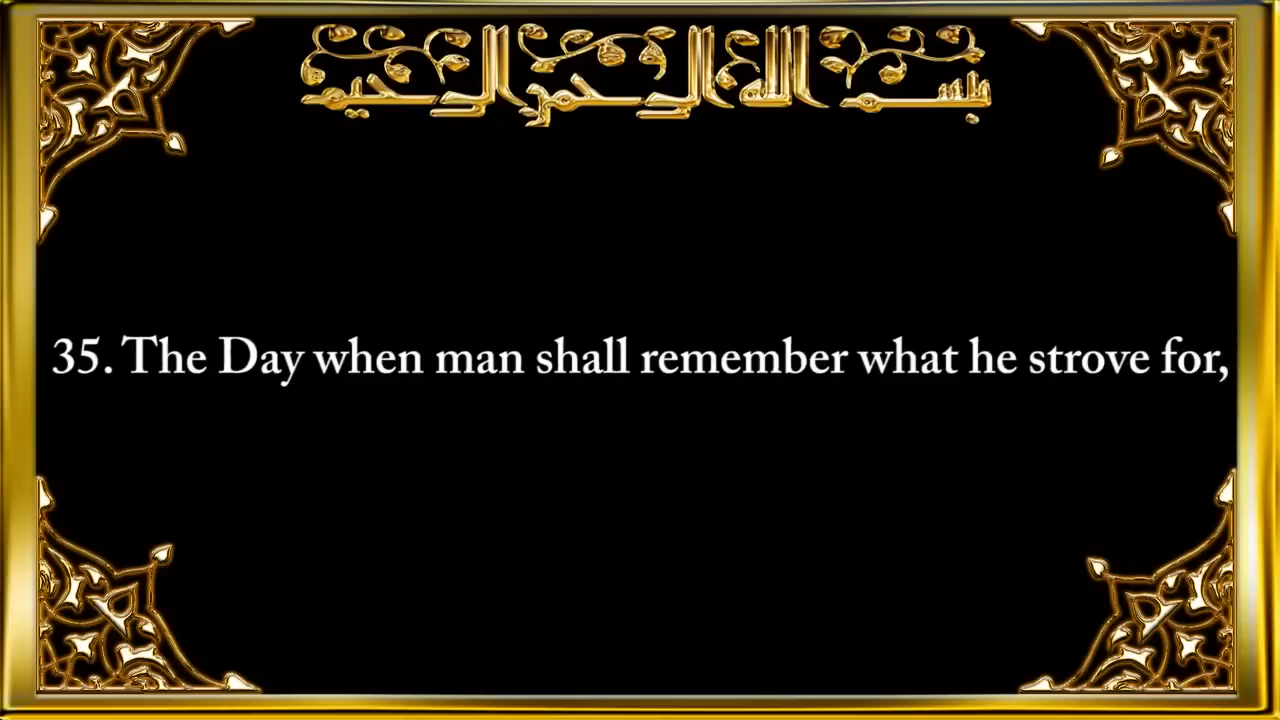 بسم الله الرحمن الرحيم
35. The Day when man shall remember what he strove for,